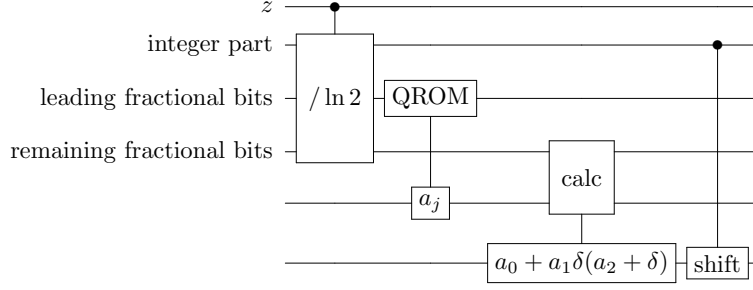 z
integer part
leading fractional bits
remaining fractional bits
/ ln 2
QROM
calc
a_j
a_0 + a_1δ(a_2 + δ)
shift